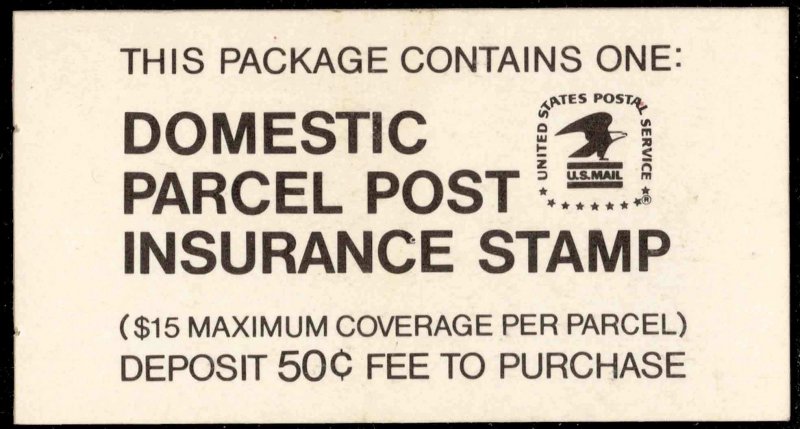 THIS PACKAGE CONTAINS ONE:
DOMESTIC
PARCEL POST
INSURANCE STAMP
UNITED STATES POSTAL SERVICE
U.S.MAIL
®
($15 MAXIMUM COVERAGE PER PARCEL)
DEPOSIT 50¢ FEE TO PURCHASE